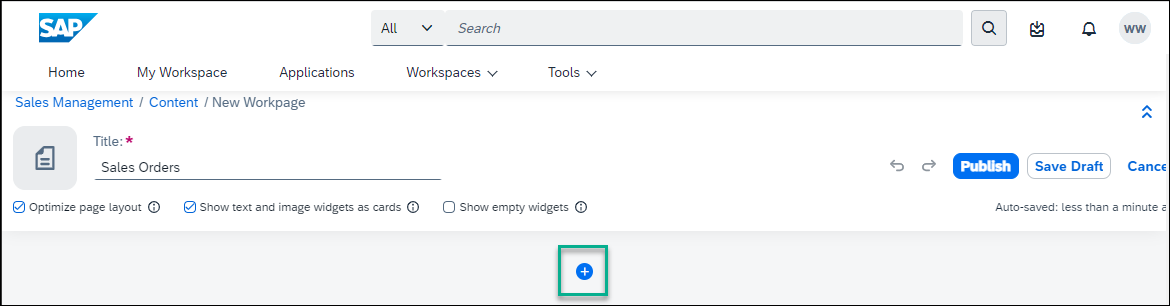 SAP
All
Search
WW
Home
My Workspace
Applications
Workspaces
Tools
Sales Management / Content / New Workpage
Title:*
Sales Orders
Publish
Save Draft
Cance
Optimize page layout
Show text and image widgets as cards
Show empty widgets
Auto-saved: less than a minute a